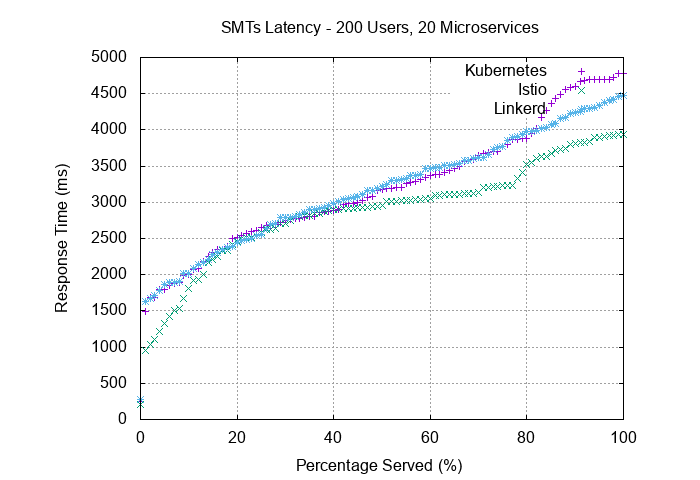 SMTs Latency - 200 Users, 20 Microservices
5000
4500
4000
3500
3000
2500
2000
1500
1000
500
0
Response Time (ms)
Kubernetes
Istio
Linkerd
0 20 40 60 80 100
Percentage Served (%)